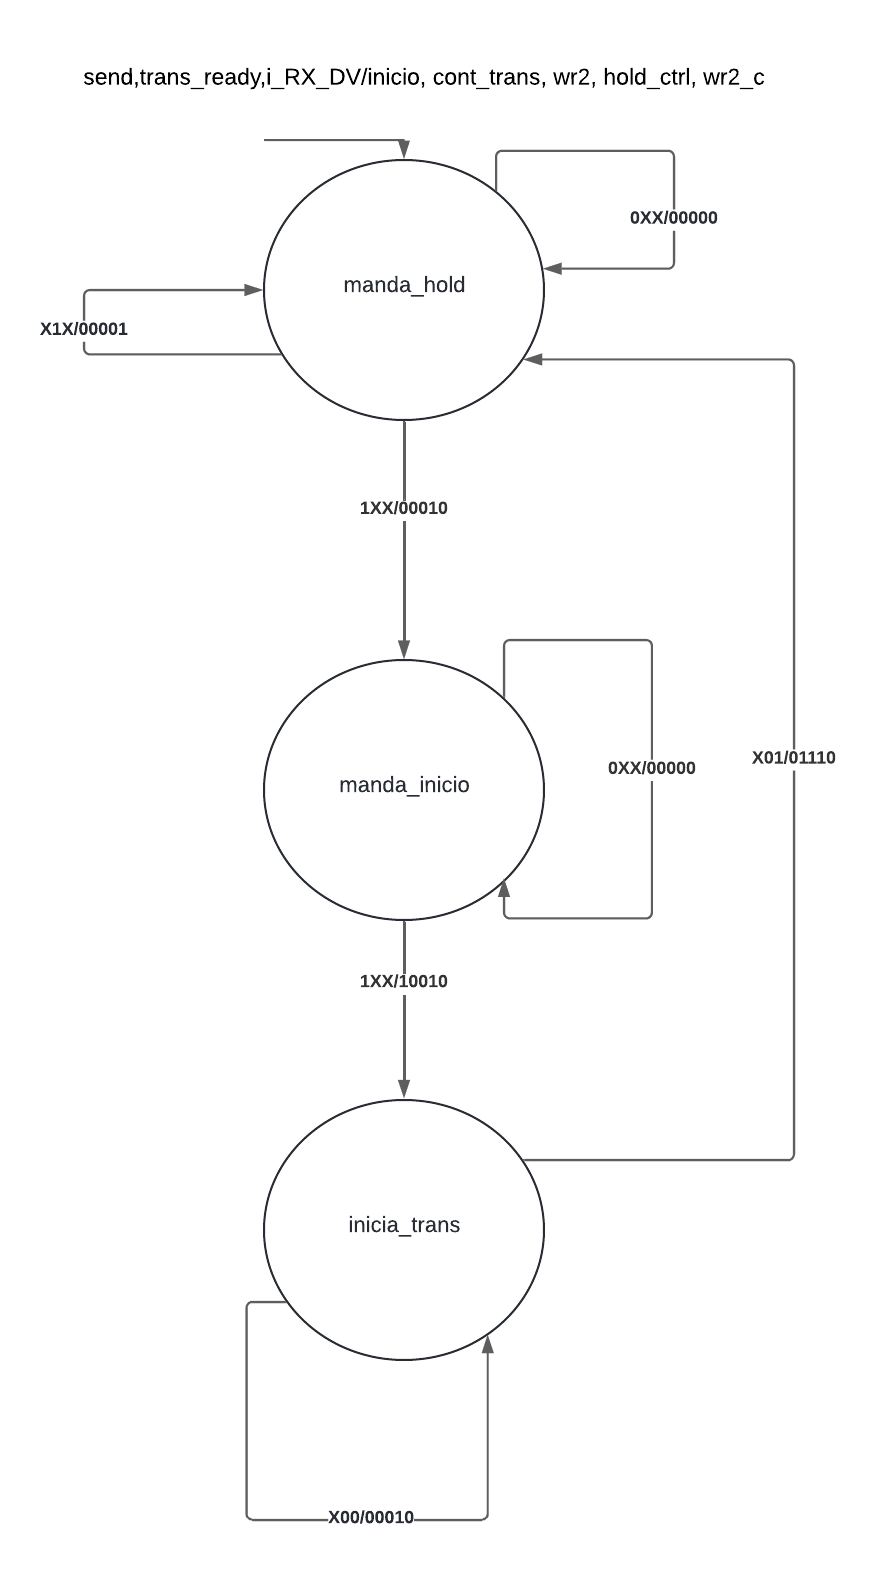 send,trans_ready,i_RX_DV/inicio, cont_trans, wr2, hold_ctrl, wr2_c
0XX/00000
manda_hold
X1X/00001
1XX/00010
X01/01110
0XX/00000
manda_inicio
1XX/10010
inicia_trans
X00/00010